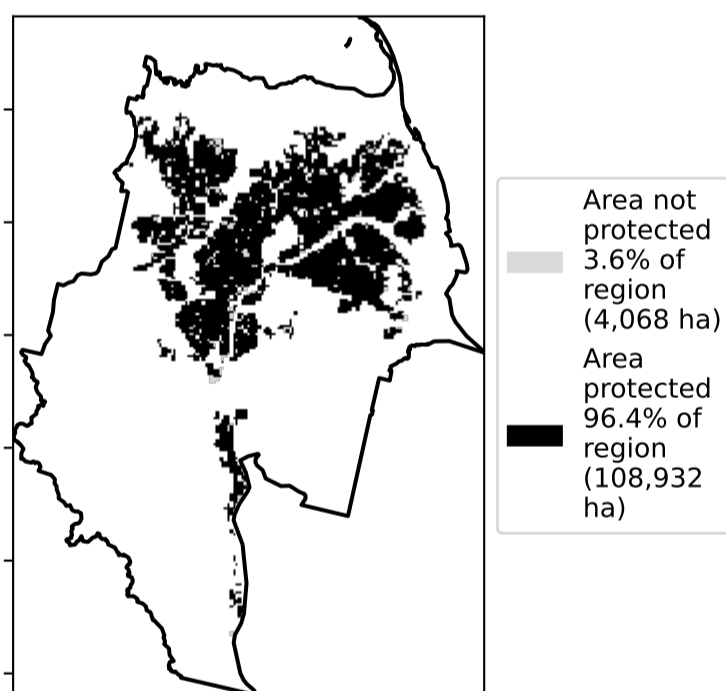 Area not
protected
3.6% of
region
(4,068 ha)
Area
protected
96.4% of
region
(108,932
ha)